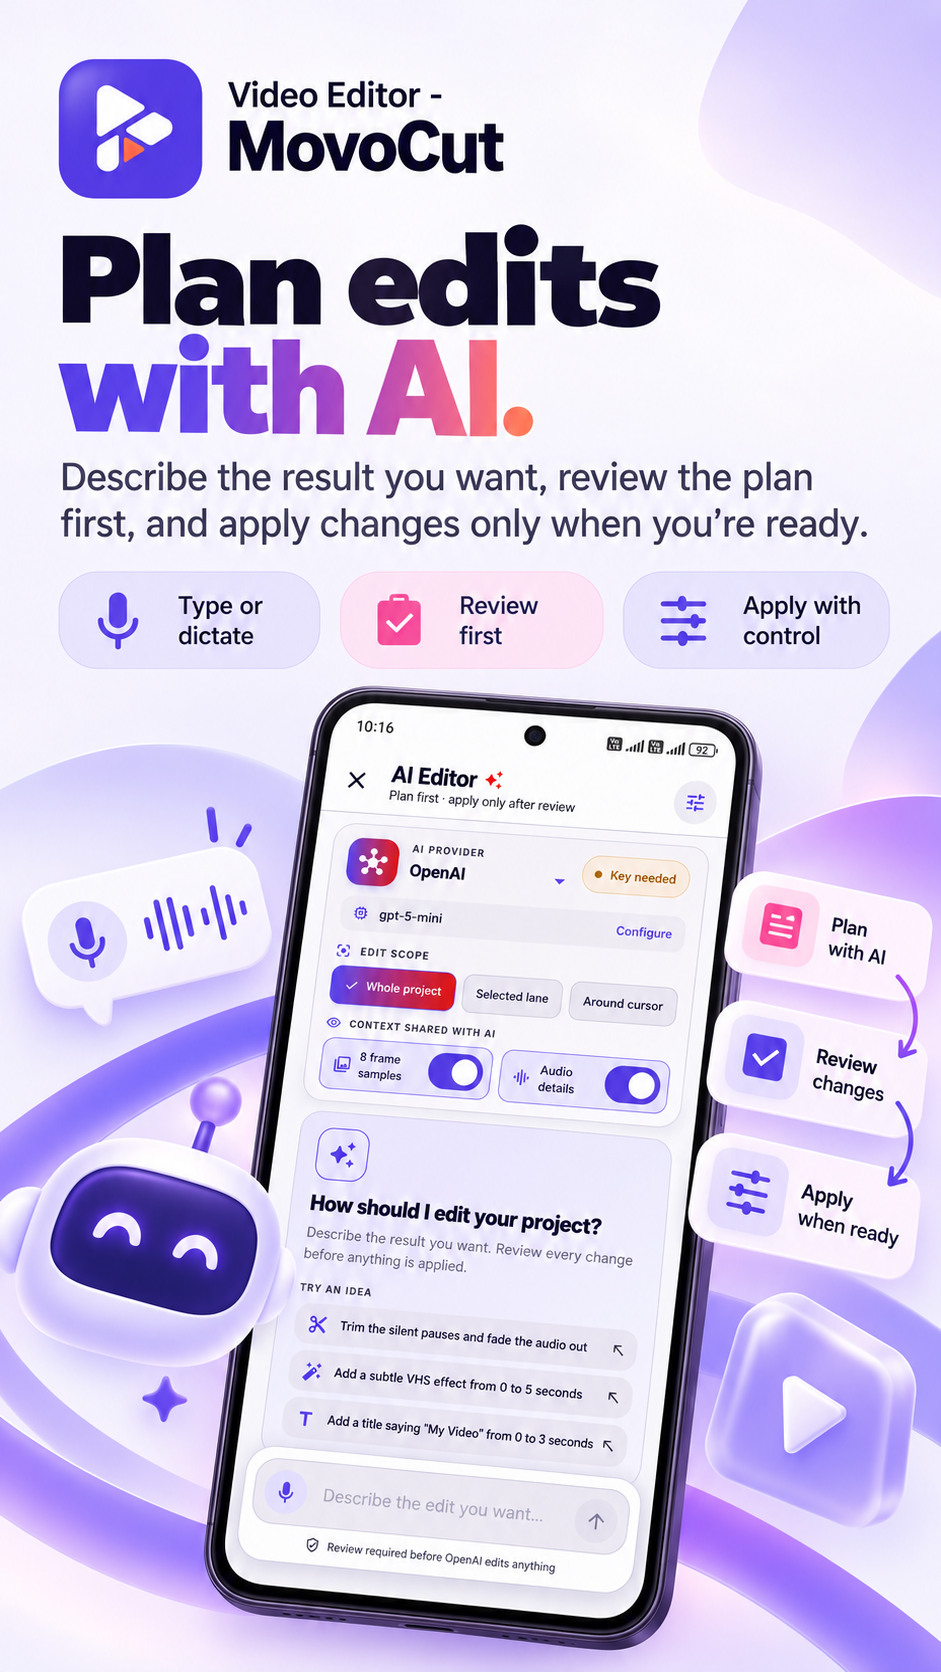 Video Editor -
MovoCut
Plan edits
with AI.
Describe the result you want, review the plan
first, and apply changes only when you're ready.
Type or
dictate
Review
first
Apply with
control
10:16
Vo
LTE
Vo
LTE
92
AI Editor
Plan first · apply only after review
AI PROVIDER
OpenAI
Key needed
gpt-5-mini
Configure
EDIT SCOPE
Whole project
Selected lane
Around cursor
CONTEXT SHARED WITH AI
8 frame
samples
Audio
details
How should I edit your project?
Describe the result you want. Review every change
before anything is applied.
TRY AN IDEA
Trim the silent pauses and fade the audio out
Add a subtle VHS effect from 0 to 5 seconds
T
Add a title saying "My Video" from 0 to 3 seconds
Describe the edit you want...
Review required before OpenAI edits anything
Plan
with AI
Review
changes
Apply
when ready